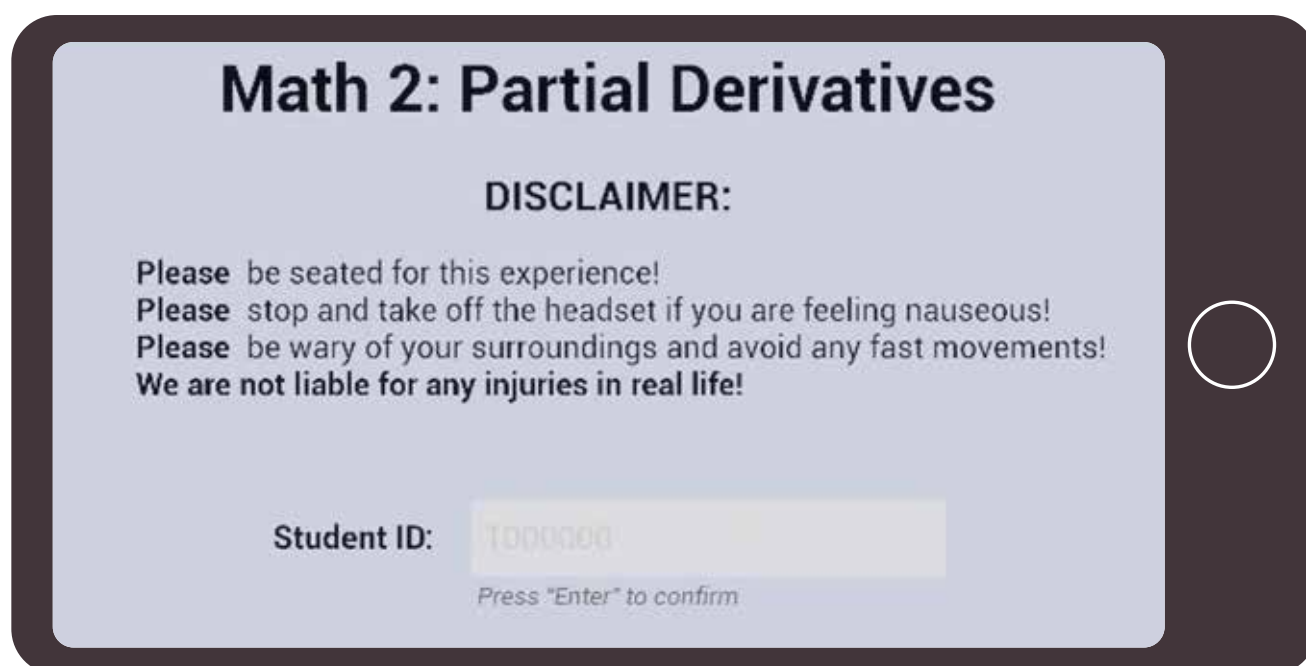 Math 2: Partial Derivatives
DISCLAIMER:
Please be seated for this experience!
Please stop and take off the headset if you are feeling nauseous!
Please be wary of your surroundings and avoid any fast movements!
We are not liable for any injuries in real life!
Student ID: 1000000
Press "Enter" to confirm